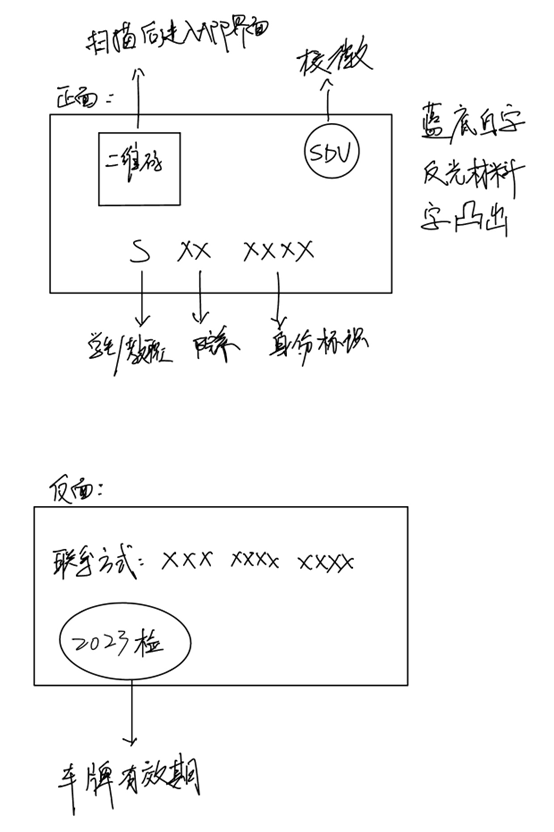 扫描后进入APP界面
校徽
正面：
蓝底白字
反光材料
字凸出
二维码
SDU
S XX XXXX
学生/教职
院系
身份标识
反面：
联系方式：XXX XXXX XXXX
2023检
车牌有效期